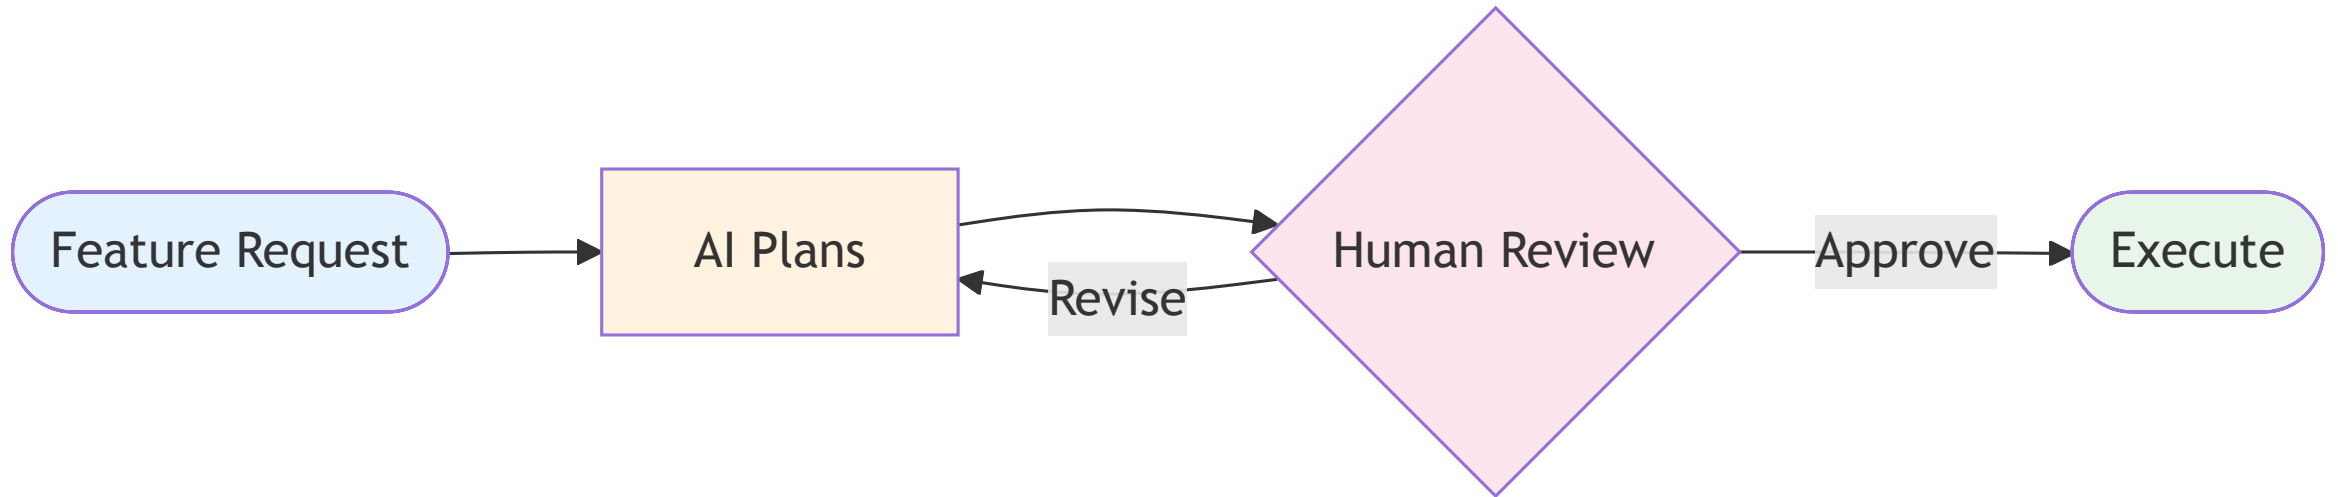 Feature Request
AI Plans
Revise
Human Review
Approve
Execute